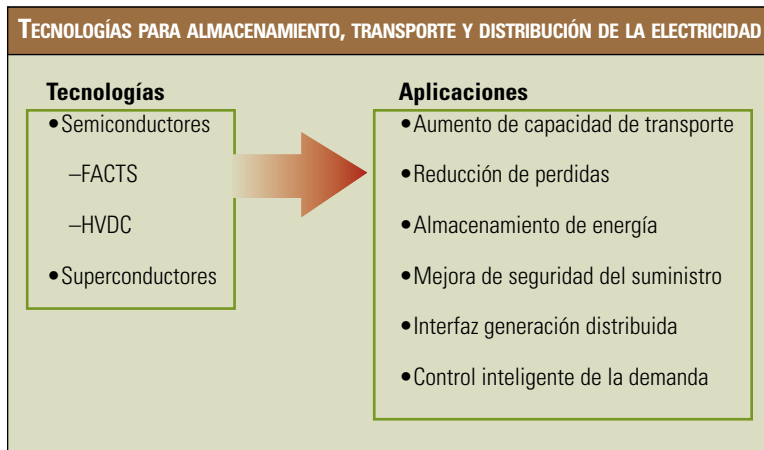 TECNOLOGÍAS PARA ALMACENAMIENTO, TRANSPORTE Y DISTRIBUCIÓN DE LA ELECTRICIDAD
Tecnologías
•Semiconductores
–FACTS
–HVDC
•Superconductores
Aplicaciones
•Aumento de capacidad de transporte
•Reducción de perdidas
•Almacenamiento de energía
•Mejora de seguridad del suministro
•Interfaz generación distribuida
•Control inteligente de la demanda